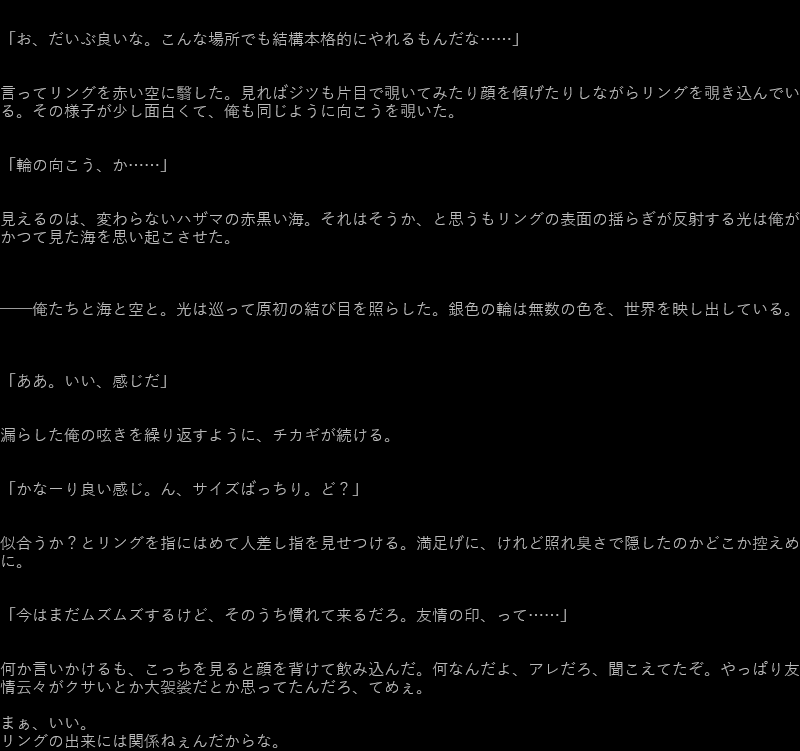 「お、だいぶ良いな。こんな場所でも結構本格的にやれるもんだな……」
言ってリングを赤い空に翳した。見ればジツも片目で覗いてみたり顔を傾げたりしながらリングを覗き込んでい
る。その様子が少し面白くて、俺も同じように向こうを覗いた。
「輪の向こう、か……」
見えるのは、変わらないハザマの赤黒い海。それはそうか、と思うもリングの表面の揺らぎが反射する光は俺が
かつて見た海を思い起こさせた。
──俺たちと海と空と。光は巡って原初の結び目を照らした。銀色の輪は無数の色を、世界を映し出している。
「ああ。いい、感じだ」
漏らした俺の呟きを繰り返すように、チカギが続ける。
「かなーり良い感じ。ん、サイズばっちり。ど？」
似合うか？とリングを指にはめて人差し指を見せつける。満足げに、けれど照れ臭さで隠したのかどこか控えめ
に。
「今はまだムズムズするけど、そのうち慣れて来るだろ。友情の印、って……」
何か言いかけるも、こっちを見ると顔を背けて飲み込んだ。何なんだよ、アレだろ、聞こえてたぞ。やっぱり友
情云々がクサいとか大袈裟だとか思ってたんだろ、てめぇ。
まぁ、いい。
リングの出来には関係ねぇんだからな。